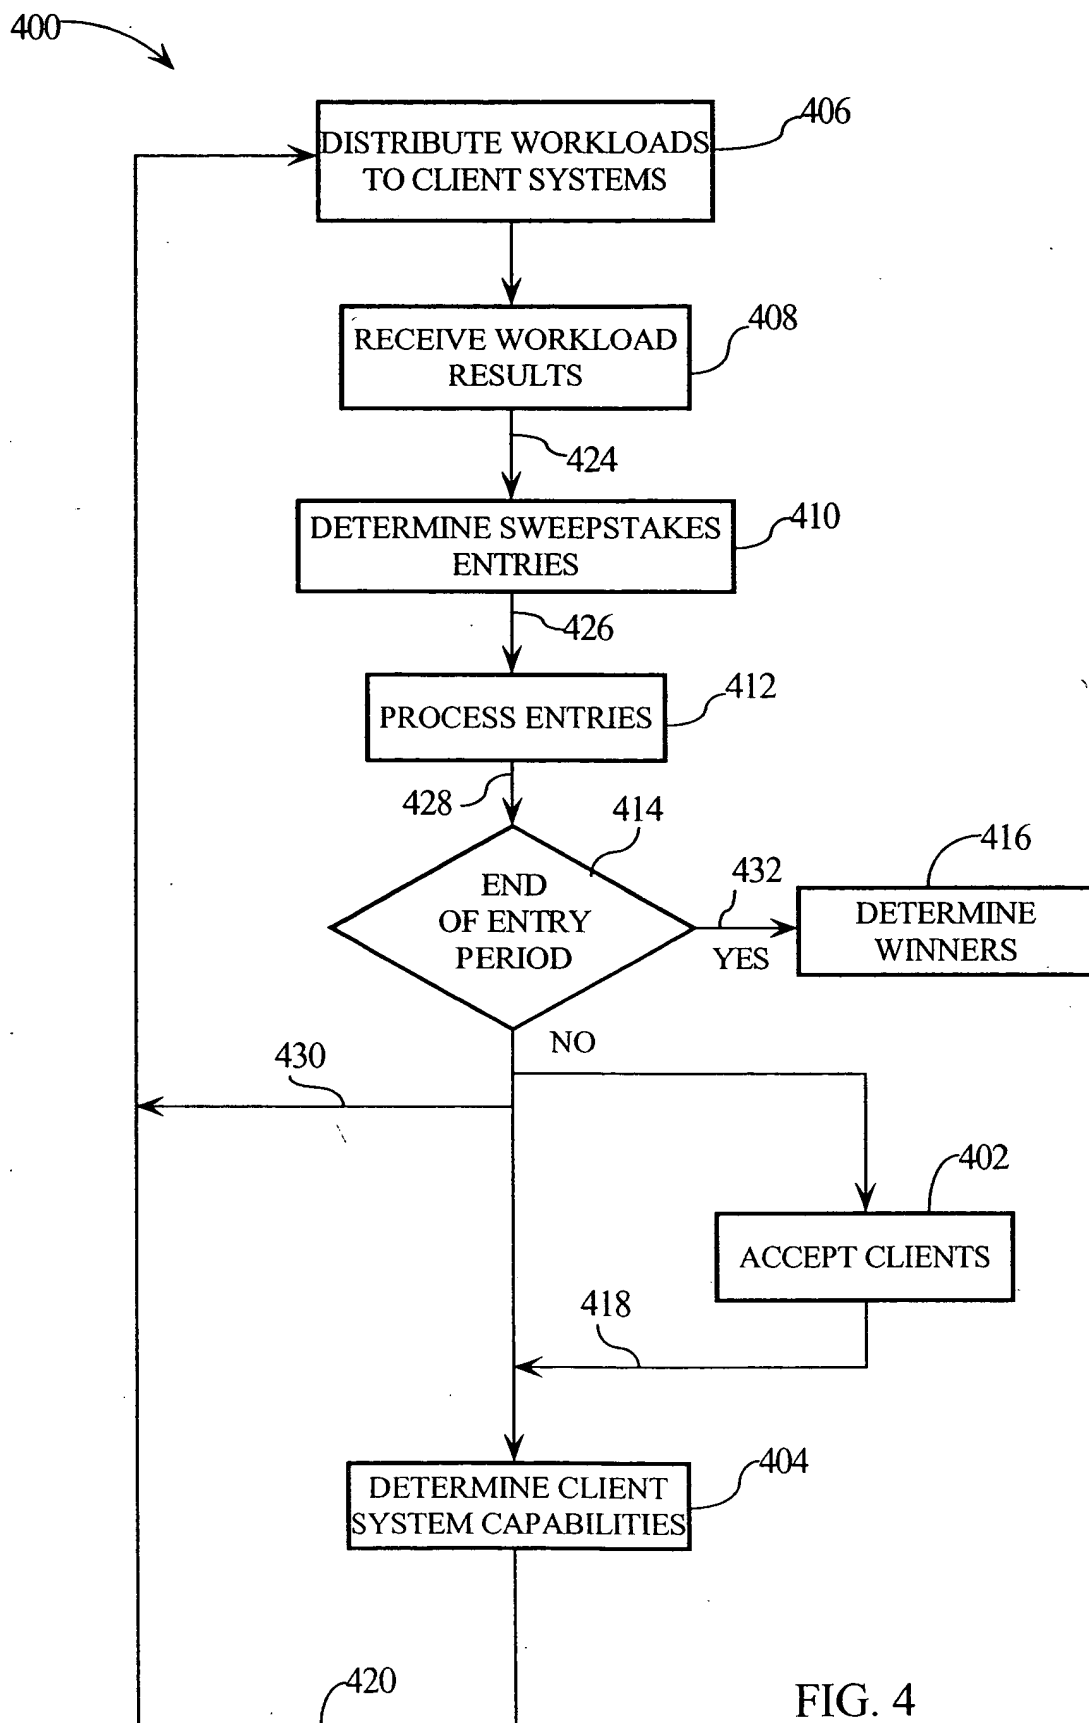 400
406
DISTRIBUTE WORKLOADS
TO CLIENT SYSTEMS
408
RECEIVE WORKLOAD
RESULTS
424
410
DETERMINE SWEEPSTAKES
ENTRIES
426
412
PROCESS ENTRIES
428
414
416
432
END
OF ENTRY
PERIOD
YES
DETERMINE
WINNERS
NO
430
402
ACCEPT CLIENTS
418
404
DETERMINE CLIENT
SYSTEM CAPABILITIES
420
FIG. 4